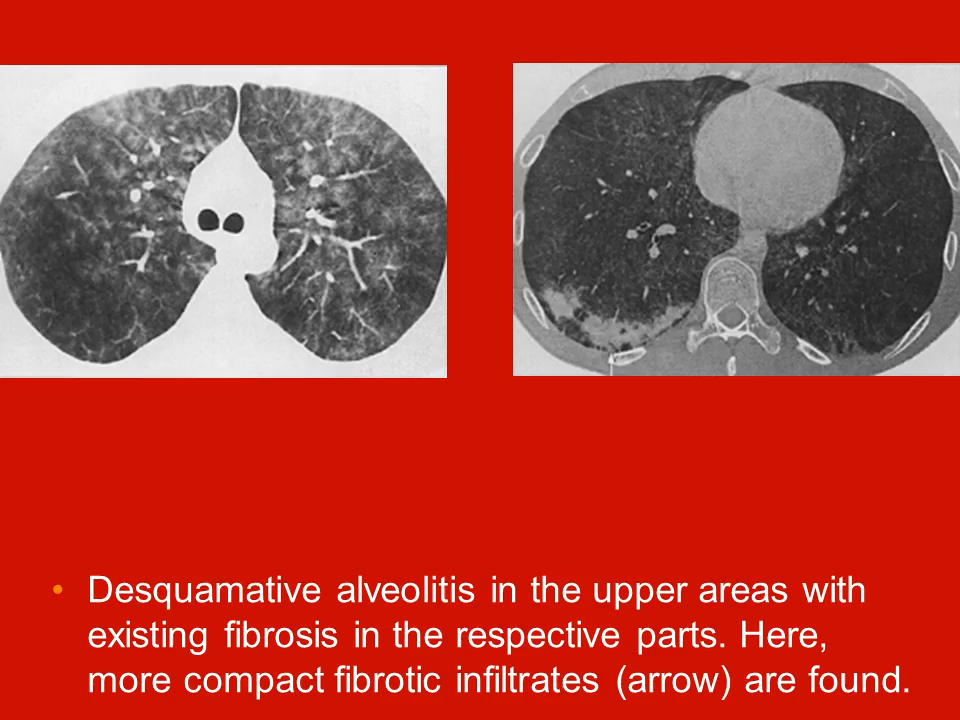 • Desquamative alveolitis in the upper areas with
existing fibrosis in the respective parts. Here,
more compact fibrotic infiltrates (arrow) are found.